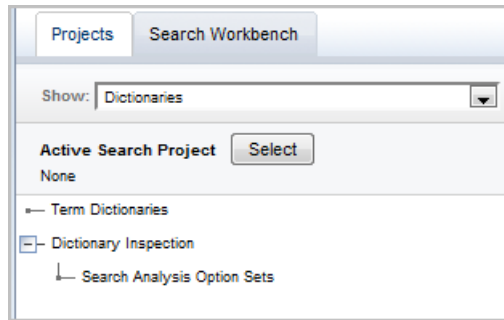 Projects Search Workbench
Show: Dictionaries
Active Search Project Select
None
Term Dictionaries
Dictionary Inspection
Search Analysis Option Sets